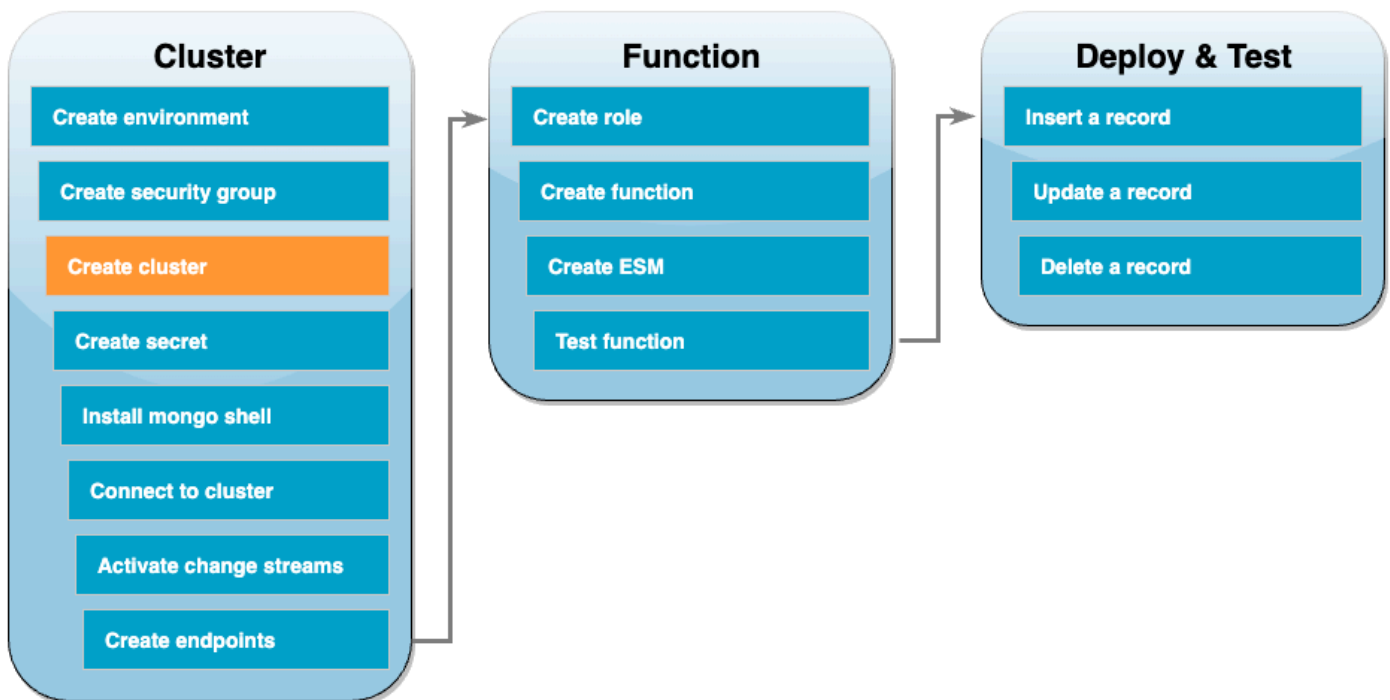 Cluster
Create environment
Create security group
Create cluster
Create secret
Install mongo shell
Connect to cluster
Activate change streams
Create endpoints
Function
Create role
Create function
Create ESM
Test function
Deploy & Test
Insert a record
Update a record
Delete a record